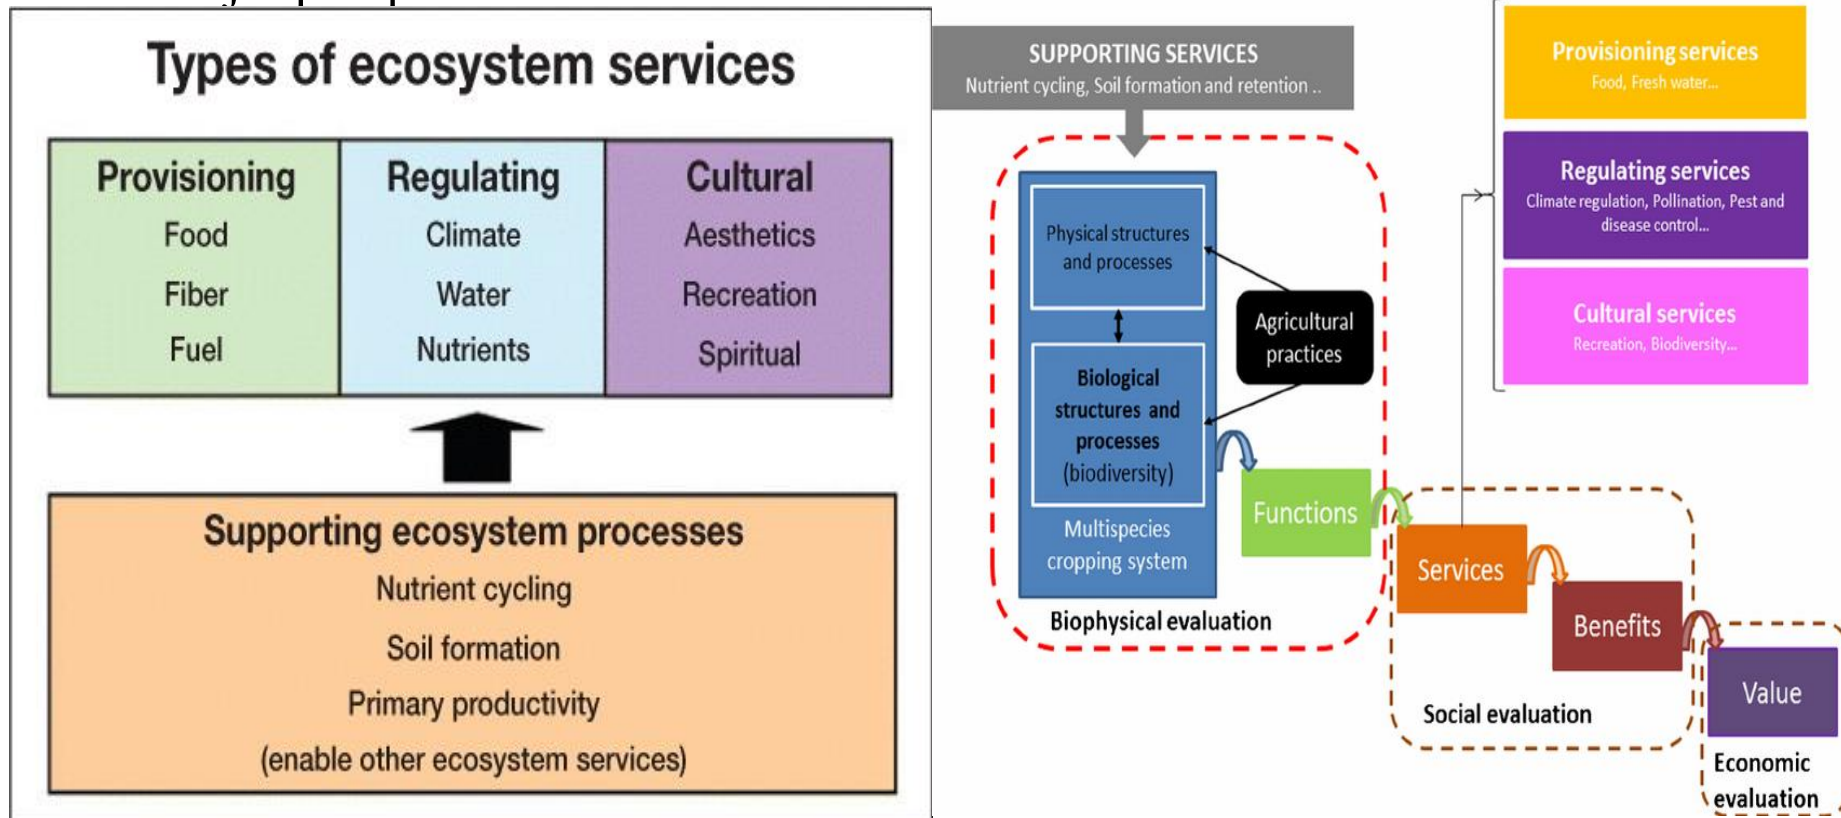 Types of ecosystem services
Provisioning
Food
Fiber
Fuel
Regulating
Climate
Water
Nutrients
Cultural
Aesthetics
Recreation
Spiritual
Supporting ecosystem processes
Nutrient cycling
Soil formation
Primary productivity
(enable other ecosystem services)
SUPPORTING SERVICES
Nutrient cycling, Soil formation and retention ..
Physical structures
and processes
Biological
structures and
processes
(biodiversity)
Multispecies
cropping system
Agricultural
practices
Functions
Biophysical evaluation
Services
Benefits
Social evaluation
Value
Economic
evaluation
Provisioning services
Food, Fresh water...
Regulating services
Climate regulation, Pollination, Pest and
disease control...
Cultural services
Recreation, Biodiversity...